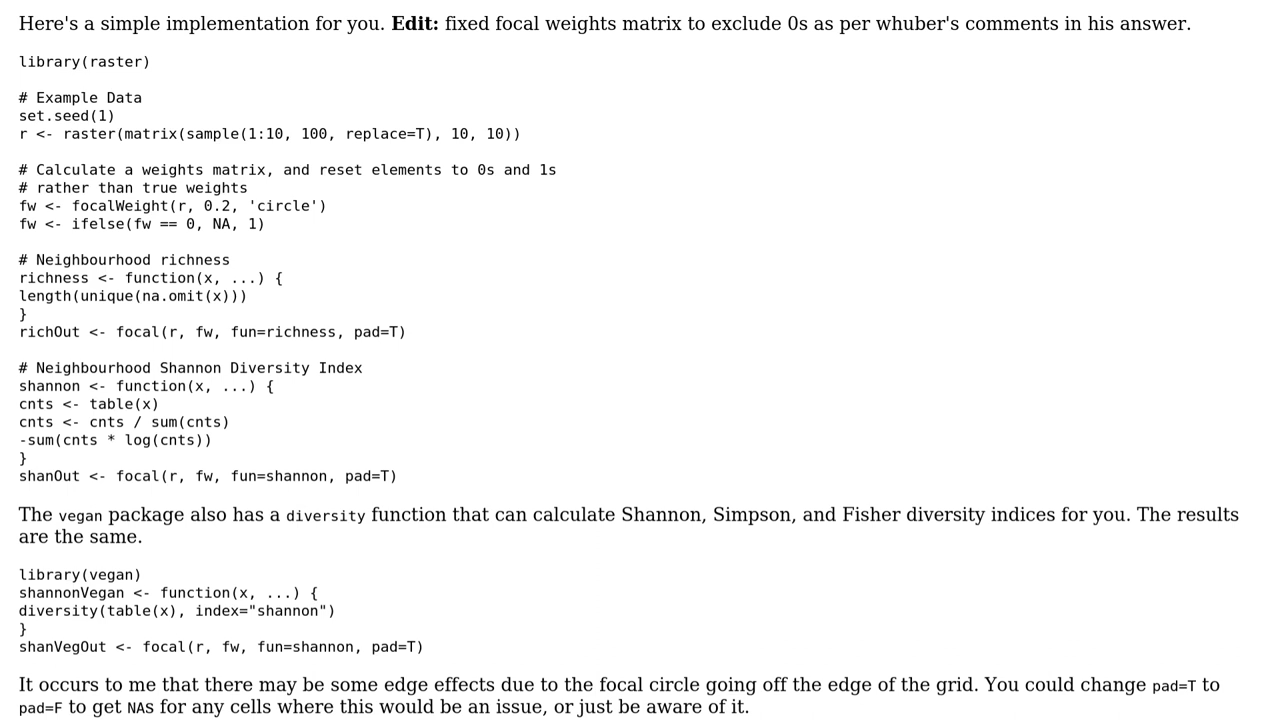 Here's a simple implementation for you. Edit: fixed focal weights matrix to exclude 0s as per whuber's comments in his answer.
library(raster)
# Example Data
set.seed(1)
r <- raster(matrix(sample(1:10, 100, replace=T), 10, 10))
# Calculate a weights matrix, and reset elements to 0s and 1s
# rather than true weights
fw <- focalWeight(r, 0.2, 'circle')
fw <- ifelse(fw == 0, NA, 1)
# Neighbourhood richness
richness <- function(x, ...) {
length(unique(na.omit(x)))
}
richOut <- focal(r, fw, fun=richness, pad=T)
# Neighbourhood Shannon Diversity Index
shannon <- function(x, ...) {
cnts <- table(x)
cnts <- cnts / sum(cnts)
-sum(cnts * log(cnts))
}
shanOut <- focal(r, fw, fun=shannon, pad=T)
The vegan package also has a diversity function that can calculate Shannon, Simpson, and Fisher diversity indices for you. The results
are the same.
library(vegan)
shannonVegan <- function(x, ...) {
diversity(table(x), index="shannon")
}
shanVegOut <- focal(r, fw, fun=shannon, pad=T)
It occurs to me that there may be some edge effects due to the focal circle going off the edge of the grid. You could change pad=T to
pad=F to get NAs for any cells where this would be an issue, or just be aware of it.